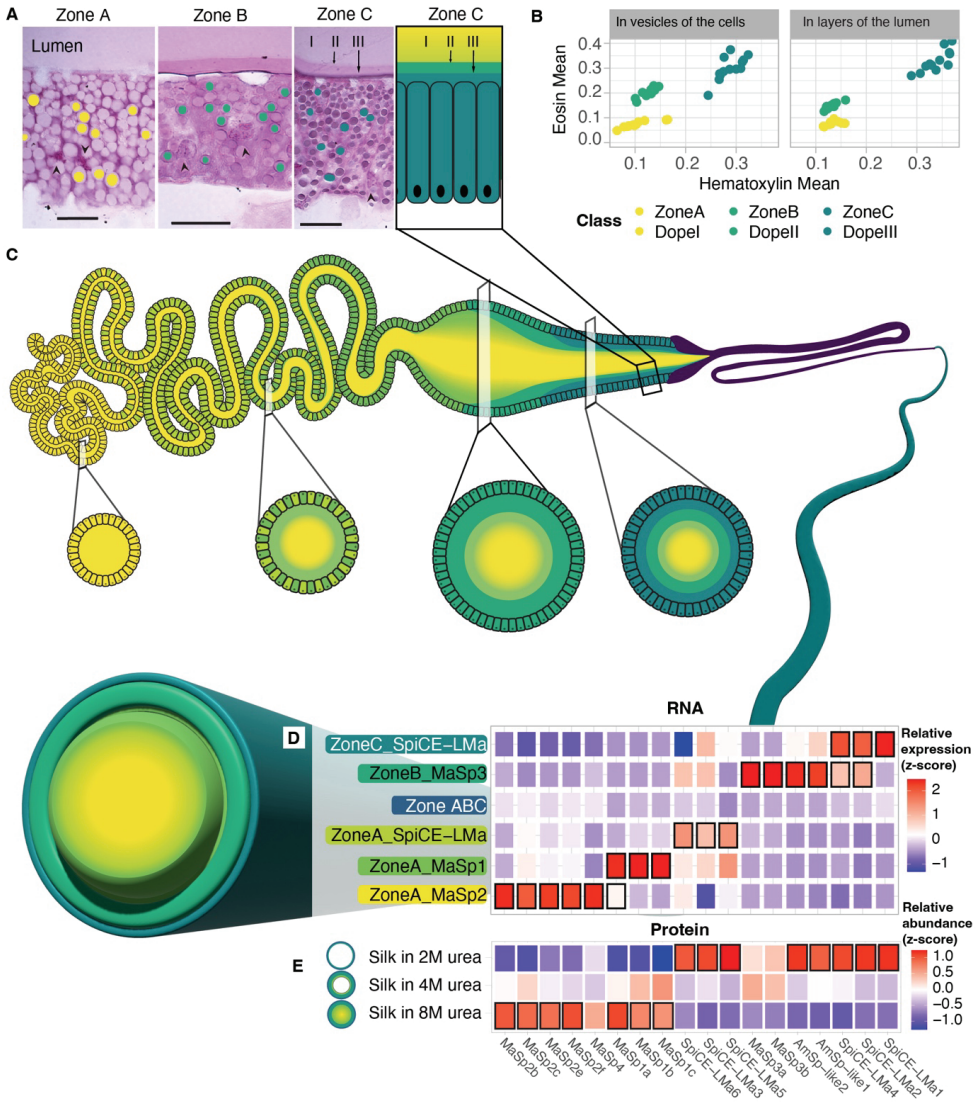 A
Zone A
Zone B
Zone C
Zone C
Lumen
I
II
III
I
II
III
B
In vesicles of the cells
In layers of the lumen
Eosin Mean
0.4
0.3
0.2
0.1
0.0
0.1
0.2
0.3
0.1
0.2
0.3
Hematoxylin Mean
Class
ZoneA
ZoneB
ZoneC
DopeI
DopeII
DopeIII
C
RNA
D
ZoneC_SpiCE−LMa
ZoneB_MaSp3
Zone ABC
ZoneA_SpiCE−LMa
ZoneA_MaSp1
ZoneA_MaSp2
Relative
expression
(z-score)
2
1
0
−1
Protein
Relative
abundance
(z-score)
1.0
0.5
0.0
−0.5
−1.0
E
Silk in 2M urea
Silk in 4M urea
Silk in 8M urea
MaSp2b
MaSp2c
MaSp2e
MaSp2f
MaSp4
MaSp1a
MaSp1b
MaSp1c
SpiCE−LMa6
SpiCE−LMa3
SpiCE−LMa5
MaSp3a
MaSp3b
AmSp−like2
AmSp−like1
SpiCE−LMa4
SpiCE−LMa2
SpiCE−LMa1